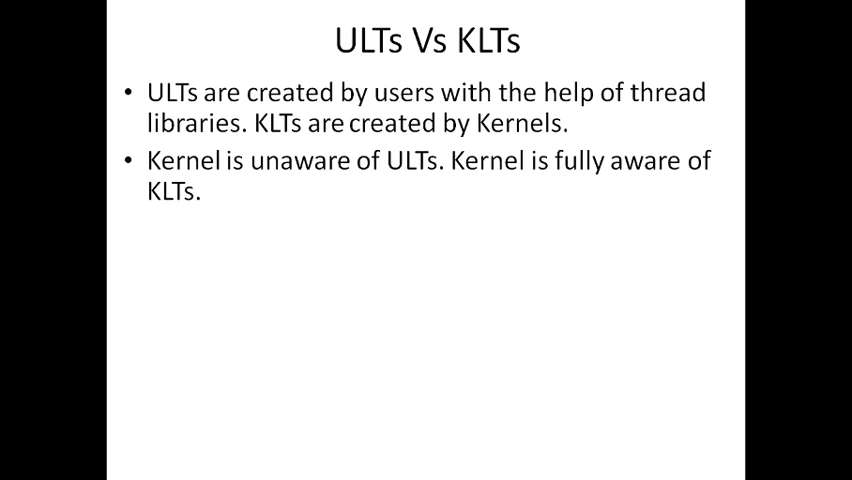 ULTs Vs KLTs
• ULTs are created by users with the help of thread
libraries. KLTs are created by Kernels.
• Kernel is unaware of ULTs. Kernel is fully aware of
KLTs.